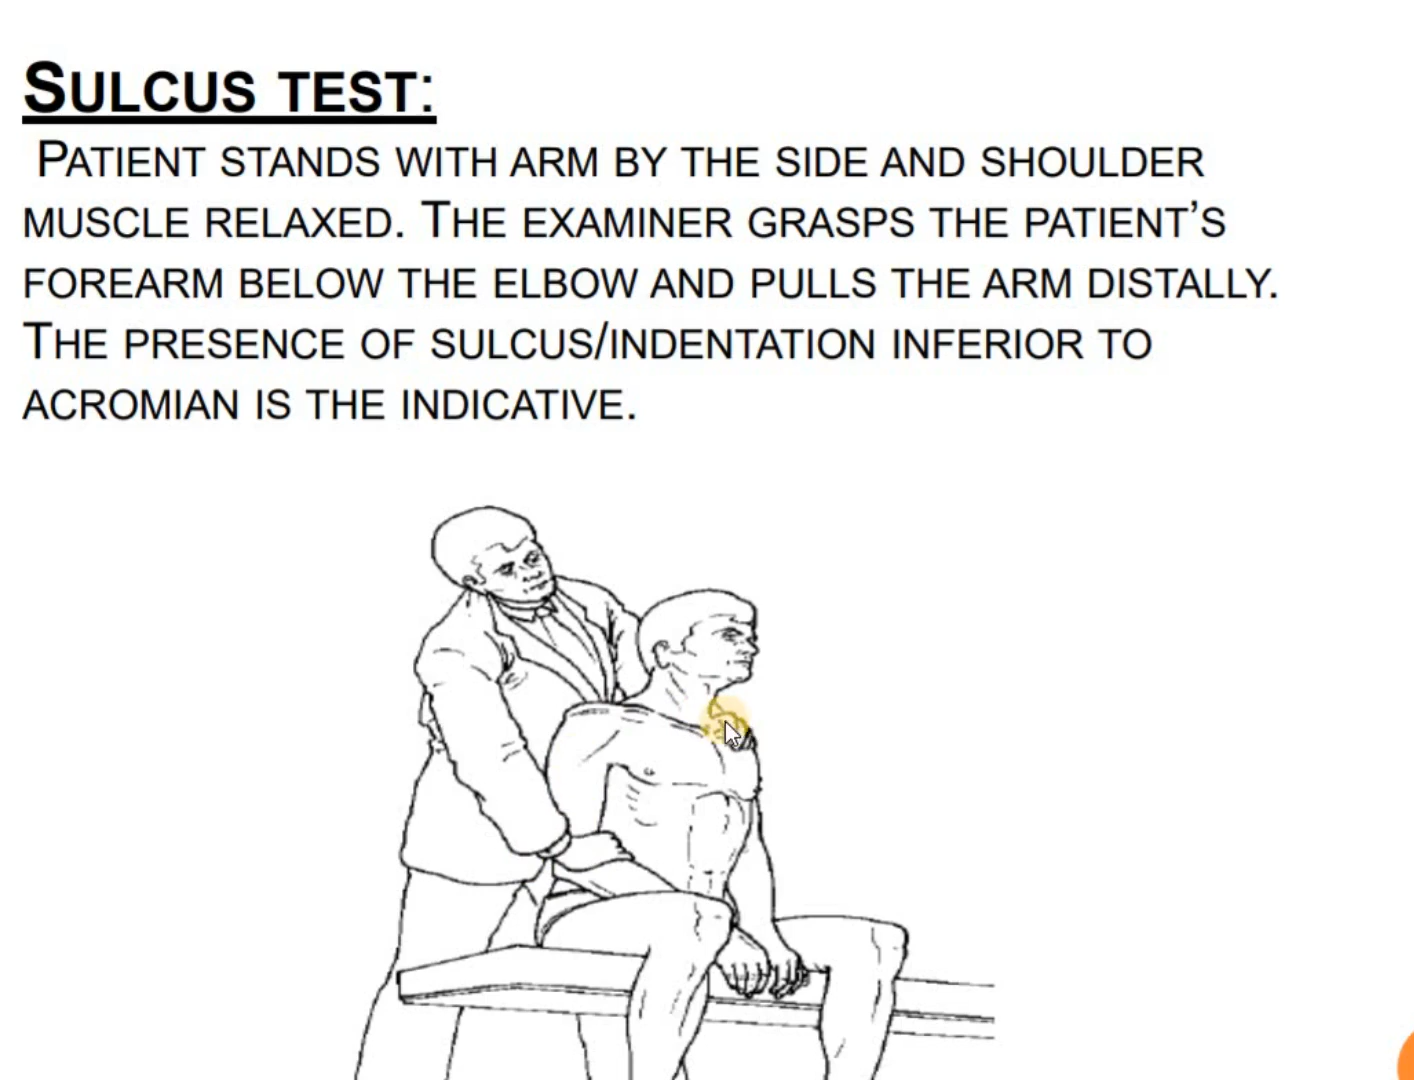 SULCUS TEST:
PATIENT STANDS WITH ARM BY THE SIDE AND SHOULDER
MUSCLE RELAXED. THE EXAMINER GRASPS THE PATIENT’S
FOREARM BELOW THE ELBOW AND PULLS THE ARM DISTALLY.
THE PRESENCE OF SULCUS/INDENTATION INFERIOR TO
ACROMIAN IS THE INDICATIVE.